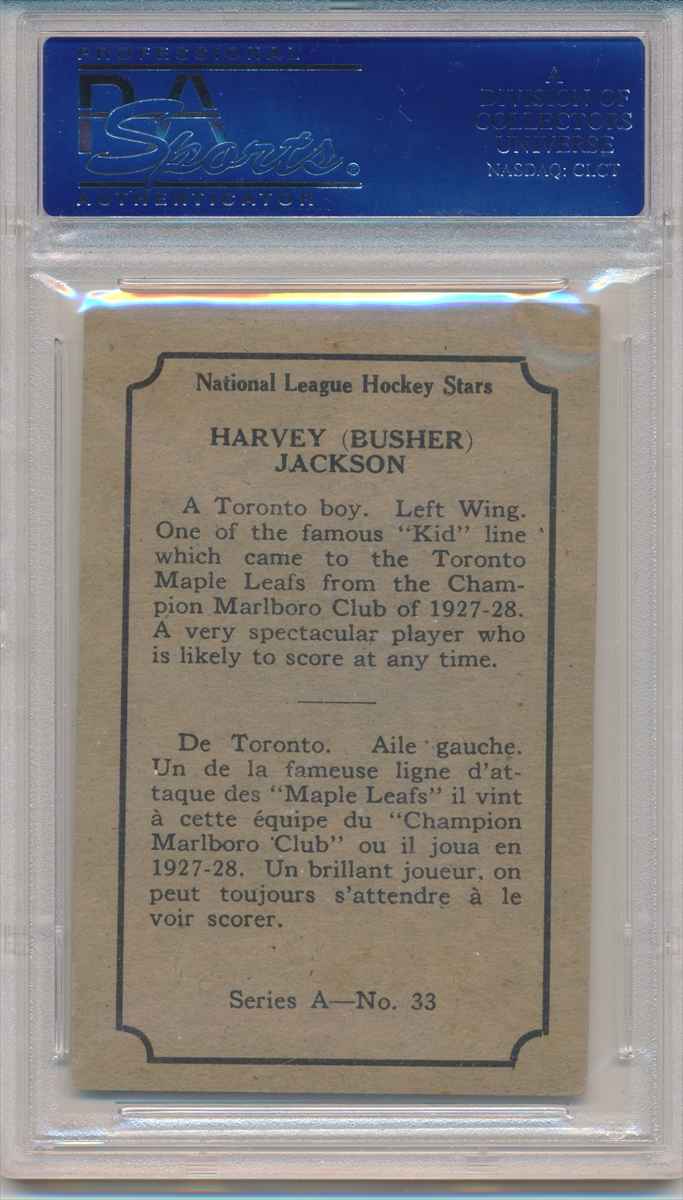 PROFESSIONAL
PSA
Sports®
AUTHENTICATOR
A
DIVISION OF
COLLECTORS
UNIVERSE
NASDAQ: CLCT
National League Hockey Stars
HARVEY (BUSHER)
JACKSON
A Toronto boy. Left Wing.
One of the famous "Kid" line
which came to the Toronto
Maple Leafs from the Cham-
pion Marlboro Club of 1927-28.
A very spectacular player who
is likely to score at any time.
De Toronto. Aile gauche.
Un de la fameuse ligne d'at-
taque des "Maple Leafs" il vint
à cette équipe du "Champion
Marlboro Club" ou il joua en
1927-28. Un brillant joueur, on
peut toujours s'attendre à le
voir scorer.
Series A—No. 33